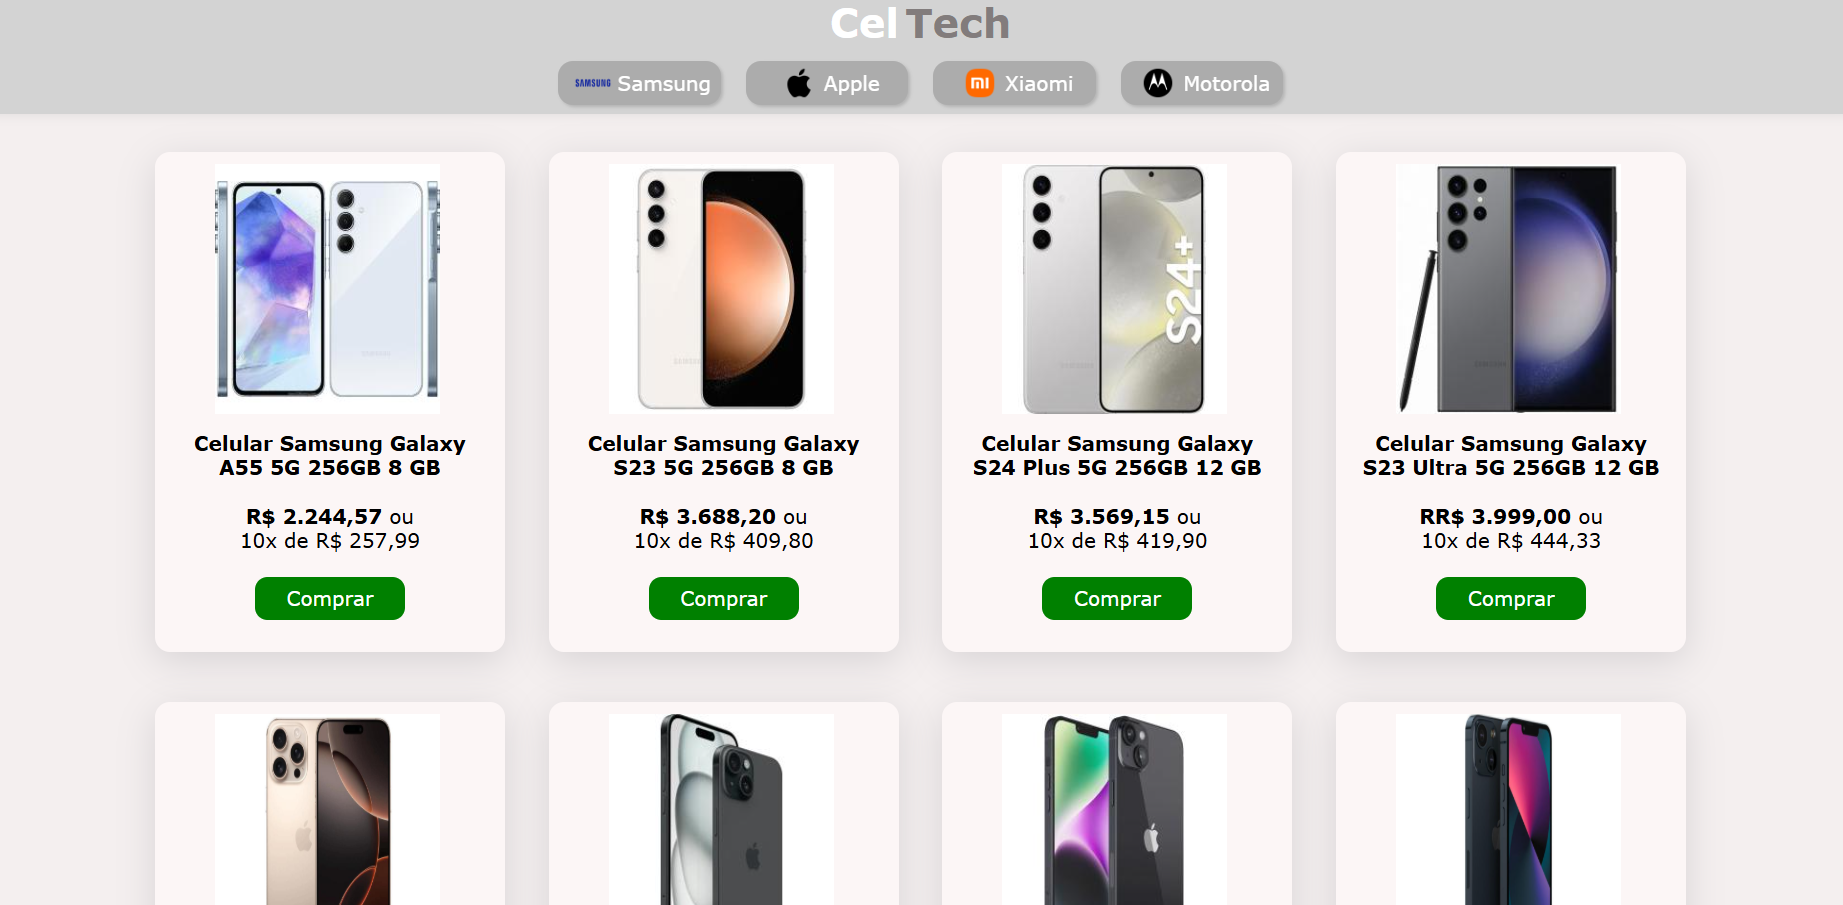 Cel Tech
SAMSUNG Samsung
Apple
mi Xiaomi
Motorola
S24+
Celular Samsung Galaxy
A55 5G 256GB 8 GB
R$ 2.244,57 ou
10x de R$ 257,99
Comprar
Celular Samsung Galaxy
S23 5G 256GB 8 GB
R$ 3.688,20 ou
10x de R$ 409,80
Comprar
Celular Samsung Galaxy
S24 Plus 5G 256GB 12 GB
R$ 3.569,15 ou
10x de R$ 419,90
Comprar
Celular Samsung Galaxy
S23 Ultra 5G 256GB 12 GB
RR$ 3.999,00 ou
10x de R$ 444,33
Comprar